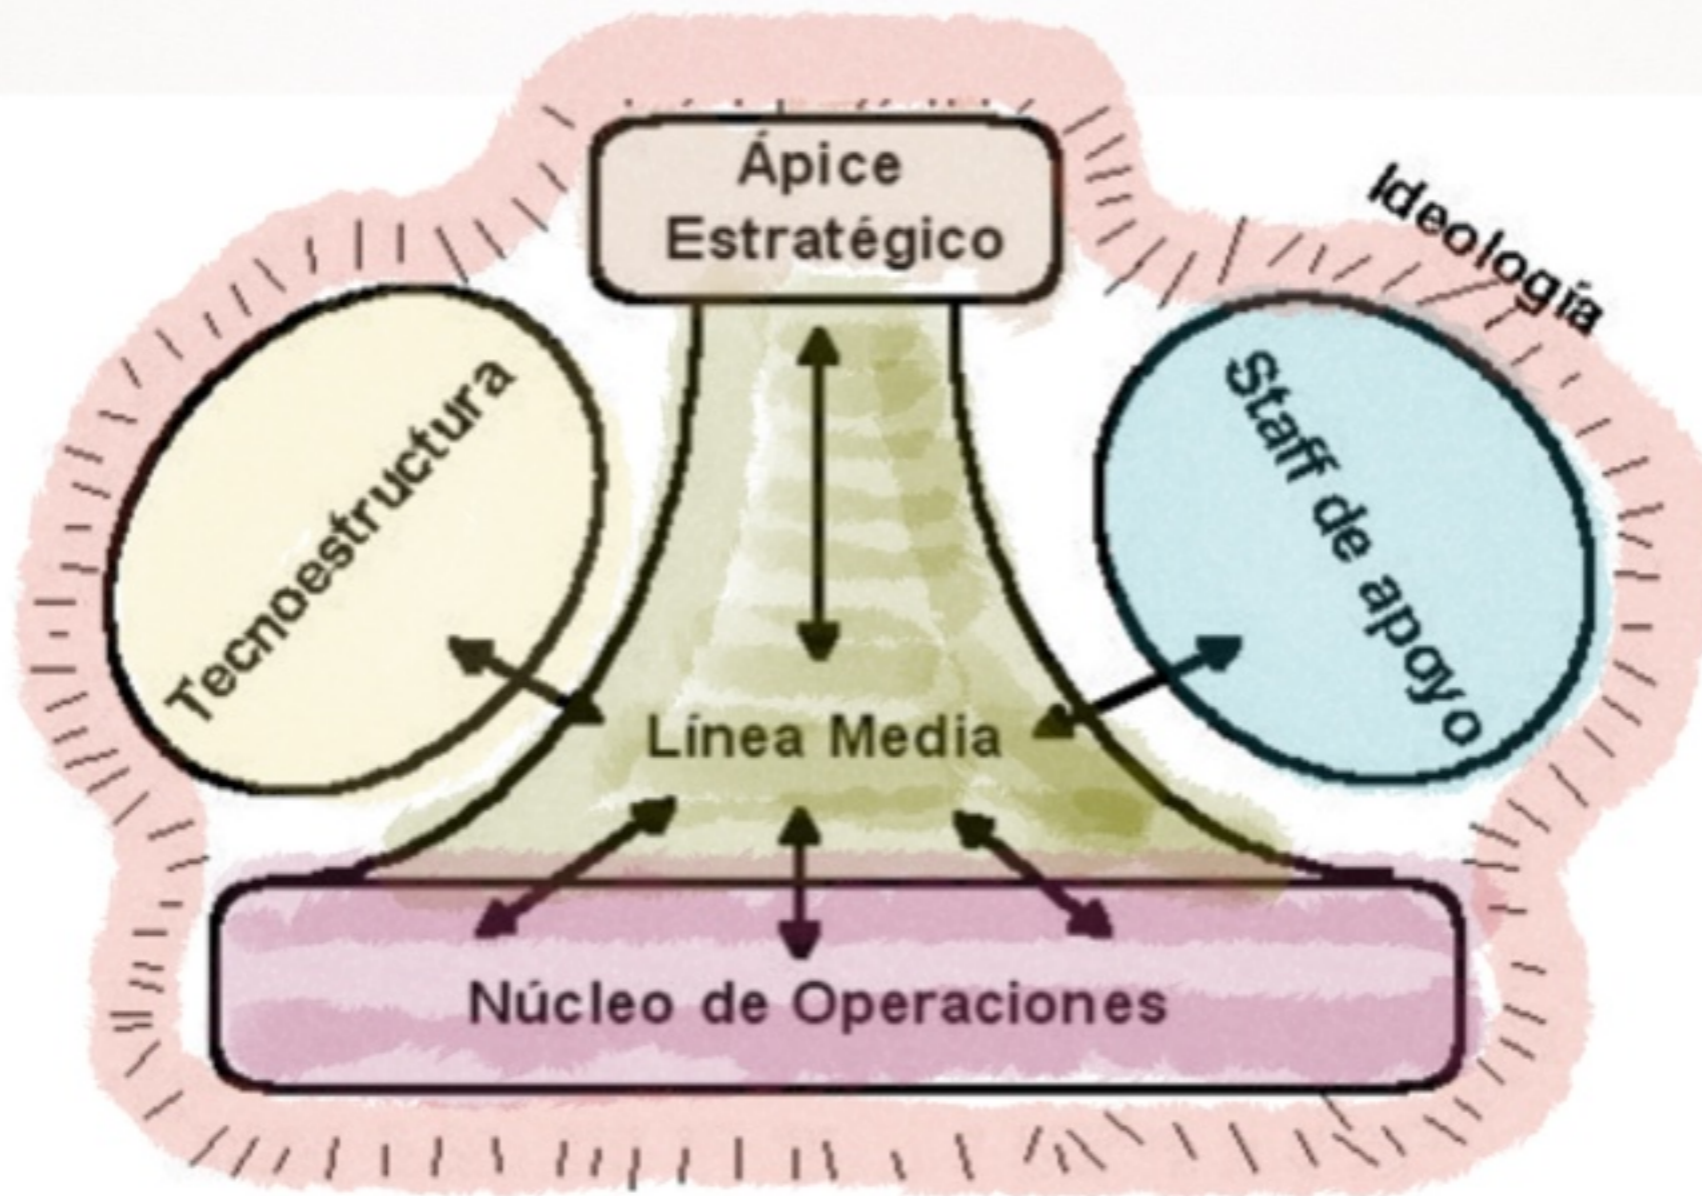 Ápice
Estratégico
Ideología
Tecnoestructura
Staff de apoyo
Línea Media
Núcleo de Operaciones